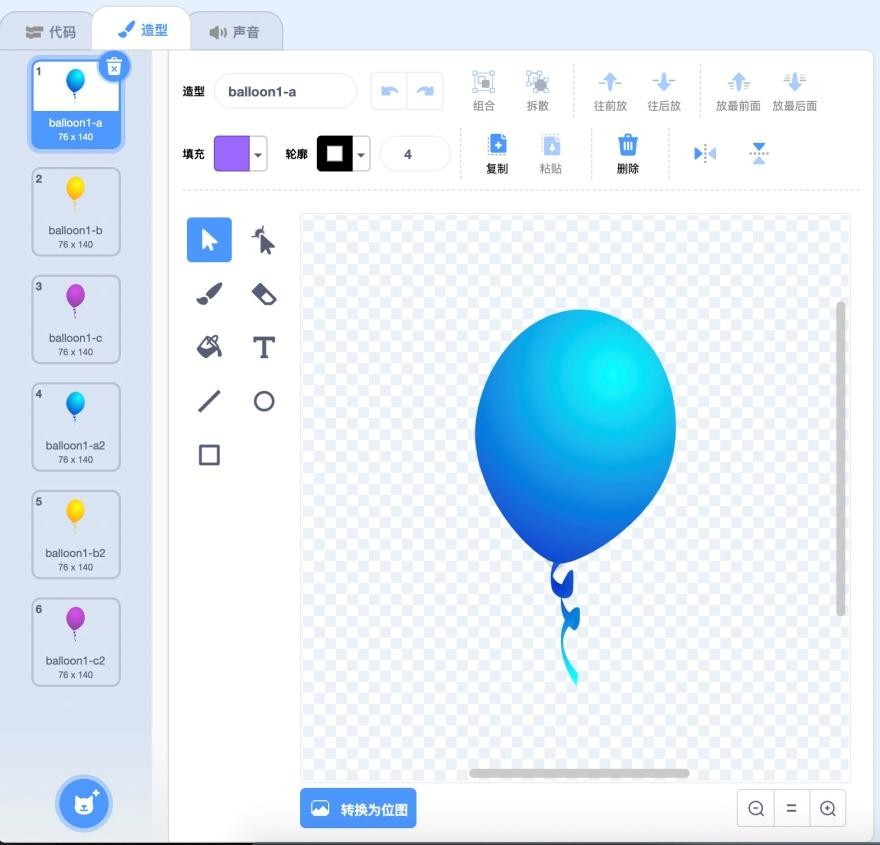 代码
造型
声音
1
balloon1-a
76 x 140
2
balloon1-b
76 x 140
3
balloon1-c
76 x 140
4
balloon1-a2
76 x 140
5
balloon1-b2
76 x 140
6
balloon1-c2
76 x 140
造型
balloon1-a
组合
拆散
往前放
往后放
放最前面
放最后面
填充
轮廓
4
复制
粘贴
删除
转换为位图